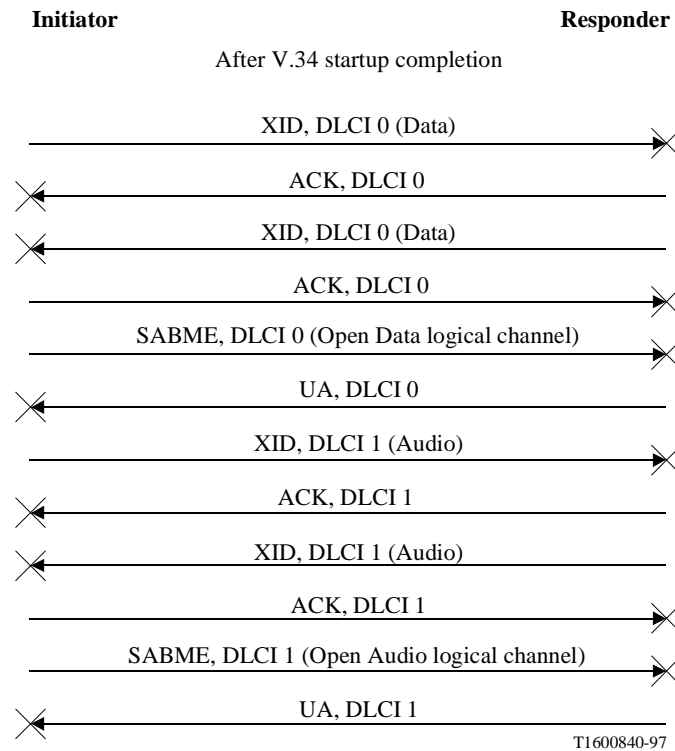 Initiator Responder
After V.34 startup completion
XID, DLCI 0 (Data)
ACK, DLCI 0
XID, DLCI 0 (Data)
ACK, DLCI 0
SABME, DLCI 0 (Open Data logical channel)
UA, DLCI 0
XID, DLCI 1 (Audio)
ACK, DLCI 1
XID, DLCI 1 (Audio)
ACK, DLCI 1
SABME, DLCI 1 (Open Audio logical channel)
UA, DLCI 1
T1600840-97